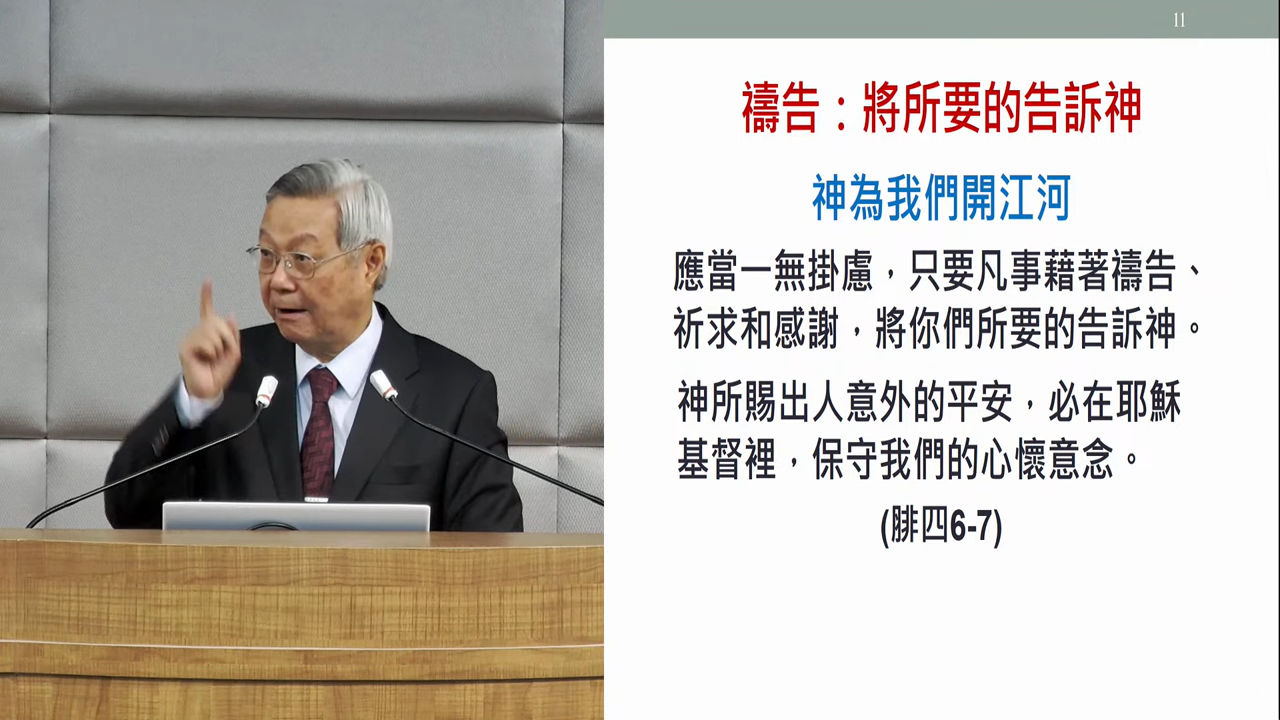 11
禱告：將所要的告訴神
神為我們開江河
應當一無掛慮，只要凡事藉著禱告、
祈求和感謝，將你們所要的告訴神。
神所賜出人意外的平安，必在耶穌
基督裡，保守我們的心懷意念。
(腓四6-7)